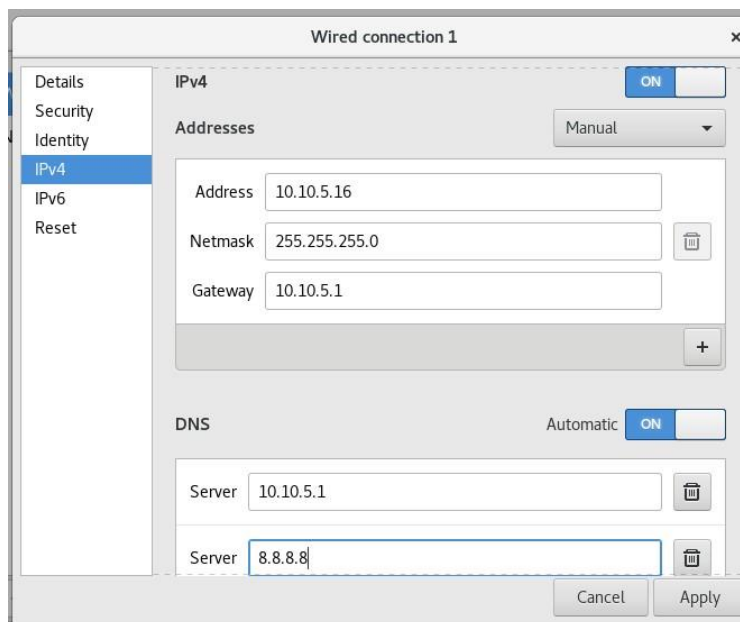 Wired connection 1
Details
Security
Identity
IPv4
IPv6
Reset
IPv4 ON
Addresses Manual
Address 10.10.5.16
Netmask 255.255.255.0
Gateway 10.10.5.1
+
DNS Automatic ON
Server 10.10.5.1
Server 8.8.8.8
Cancel Apply